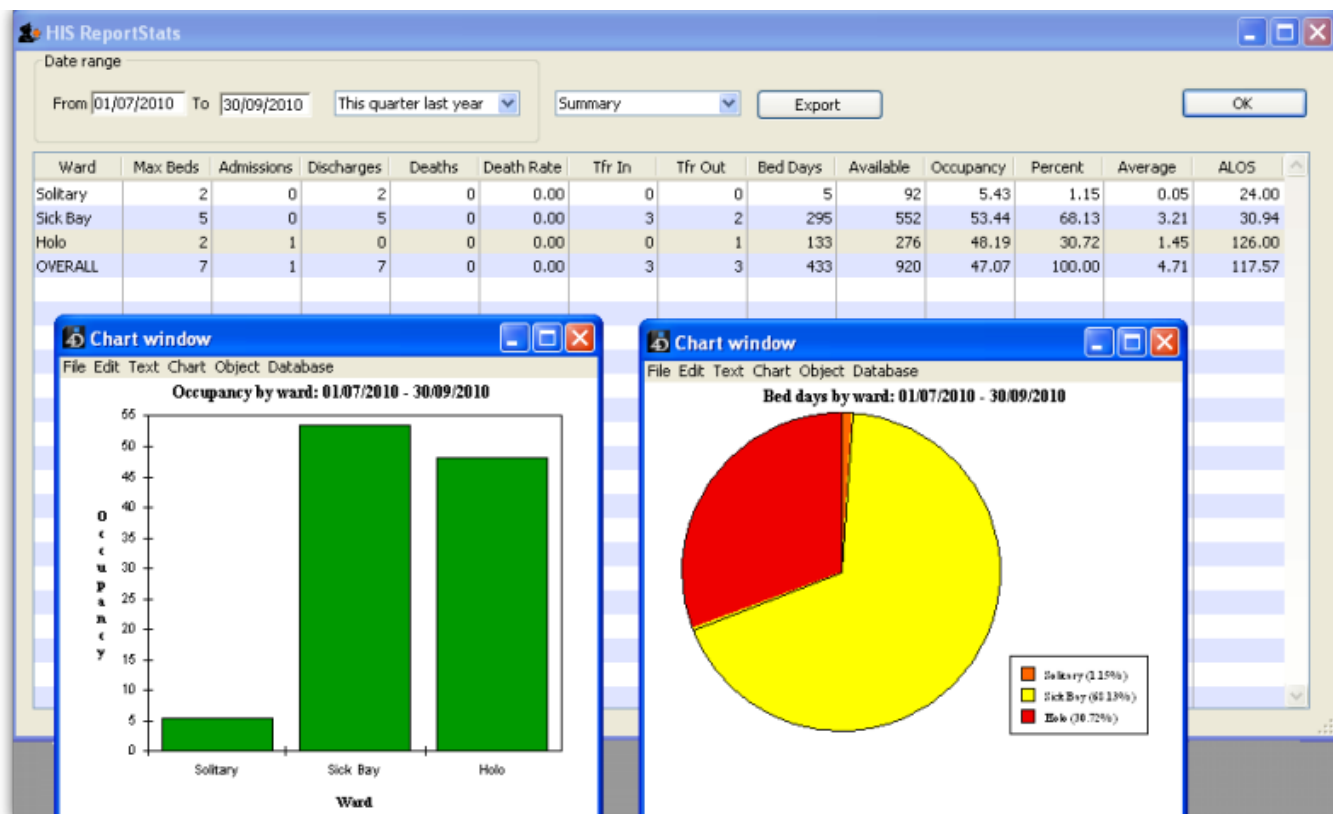 HIS ReportStats
Date range
From 01/07/2010 To 30/09/2010 This quarter last year Summary Export OK
Ward Max Beds Admissions Discharges Deaths Death Rate Tfr In Tfr Out Bed Days Available Occupancy Percent Average ALOS
Solitary 2 0 2 0 0.00 0 0 5 92 5.43 1.15 0.05 24.00
Sick Bay 5 0 5 0 0.00 3 2 295 552 53.44 68.13 3.21 30.94
Holo 2 1 0 0 0.00 0 1 133 276 48.19 30.72 1.45 126.00
OVERALL 7 1 7 0 0.00 3 3 433 920 47.07 100.00 4.71 117.57
Chart window
File Edit Text Chart Object Database
Occupancy by ward: 01/07/2010 - 30/09/2010
55
50
45
40
35
30
25
20
15
10
5
0
Occupancy
Solitary Sick Bay Holo
Ward
Chart window
File Edit Text Chart Object Database
Bed days by ward: 01/07/2010 - 30/09/2010
Solitary (1.15%)
Sick Bay (68.13%)
Holo (30.72%)